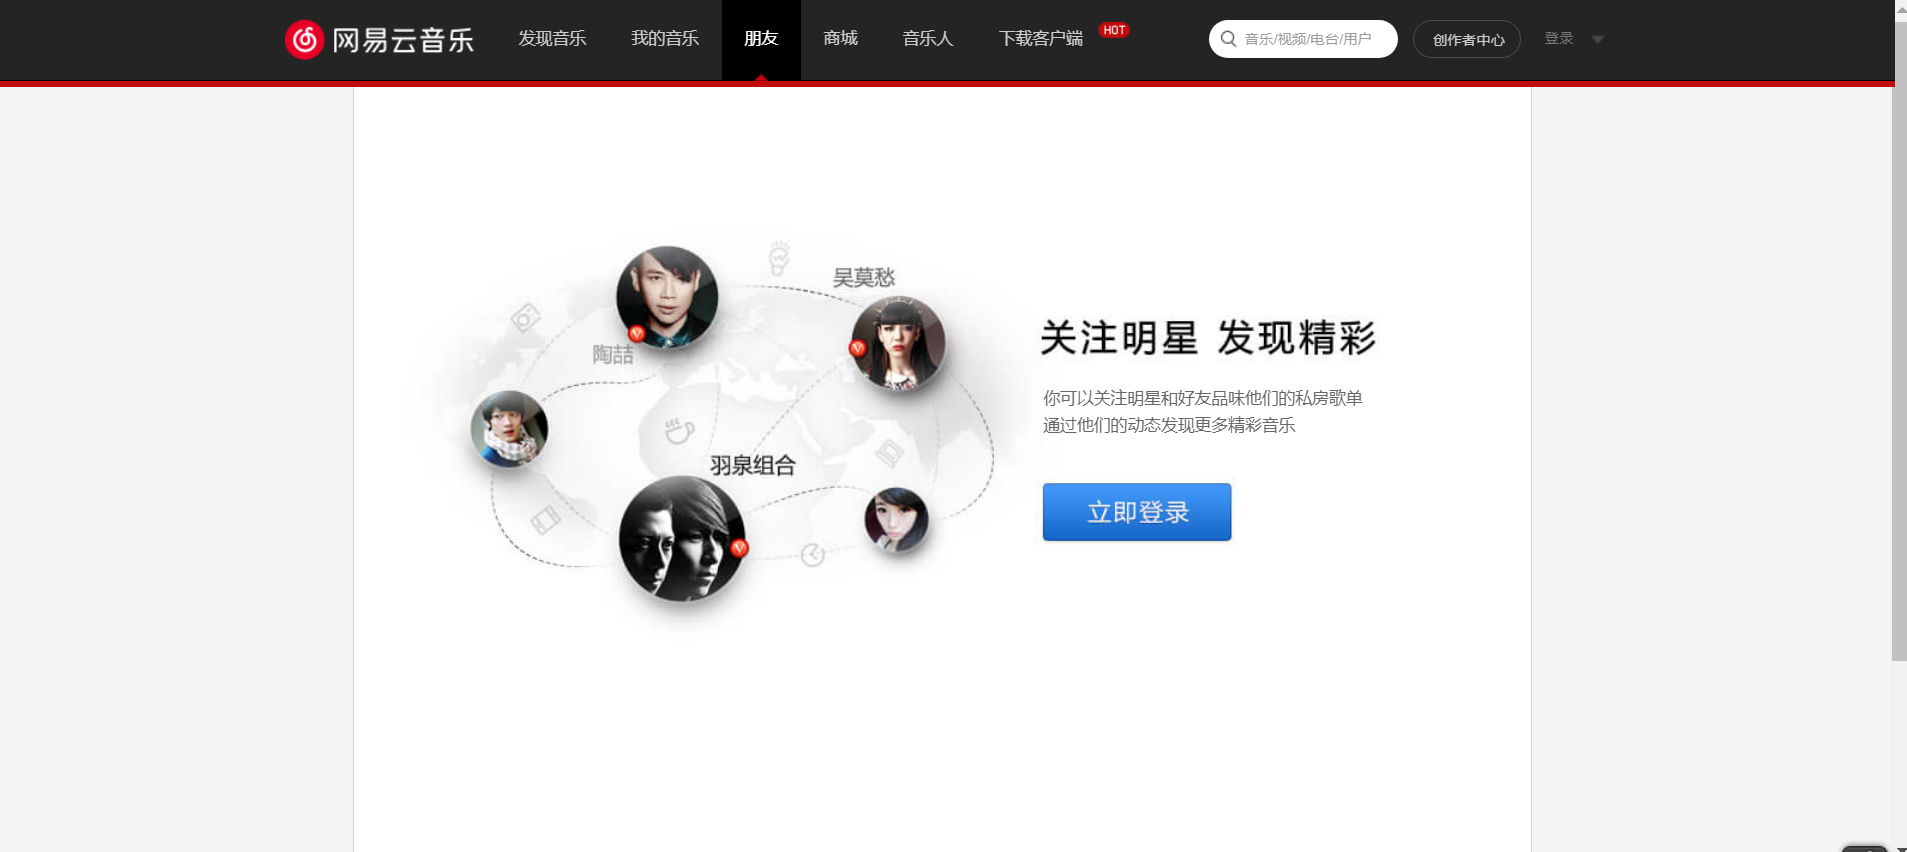 网易云音乐
发现音乐
我的音乐
朋友
商城
音乐人
下载客户端
HOT
音乐/视频/电台/用户
创作者中心
登录
吴莫愁
陶喆
羽泉组合
关注明星 发现精彩
你可以关注明星和好友品味他们的私房歌单
通过他们的动态发现更多精彩音乐
立即登录